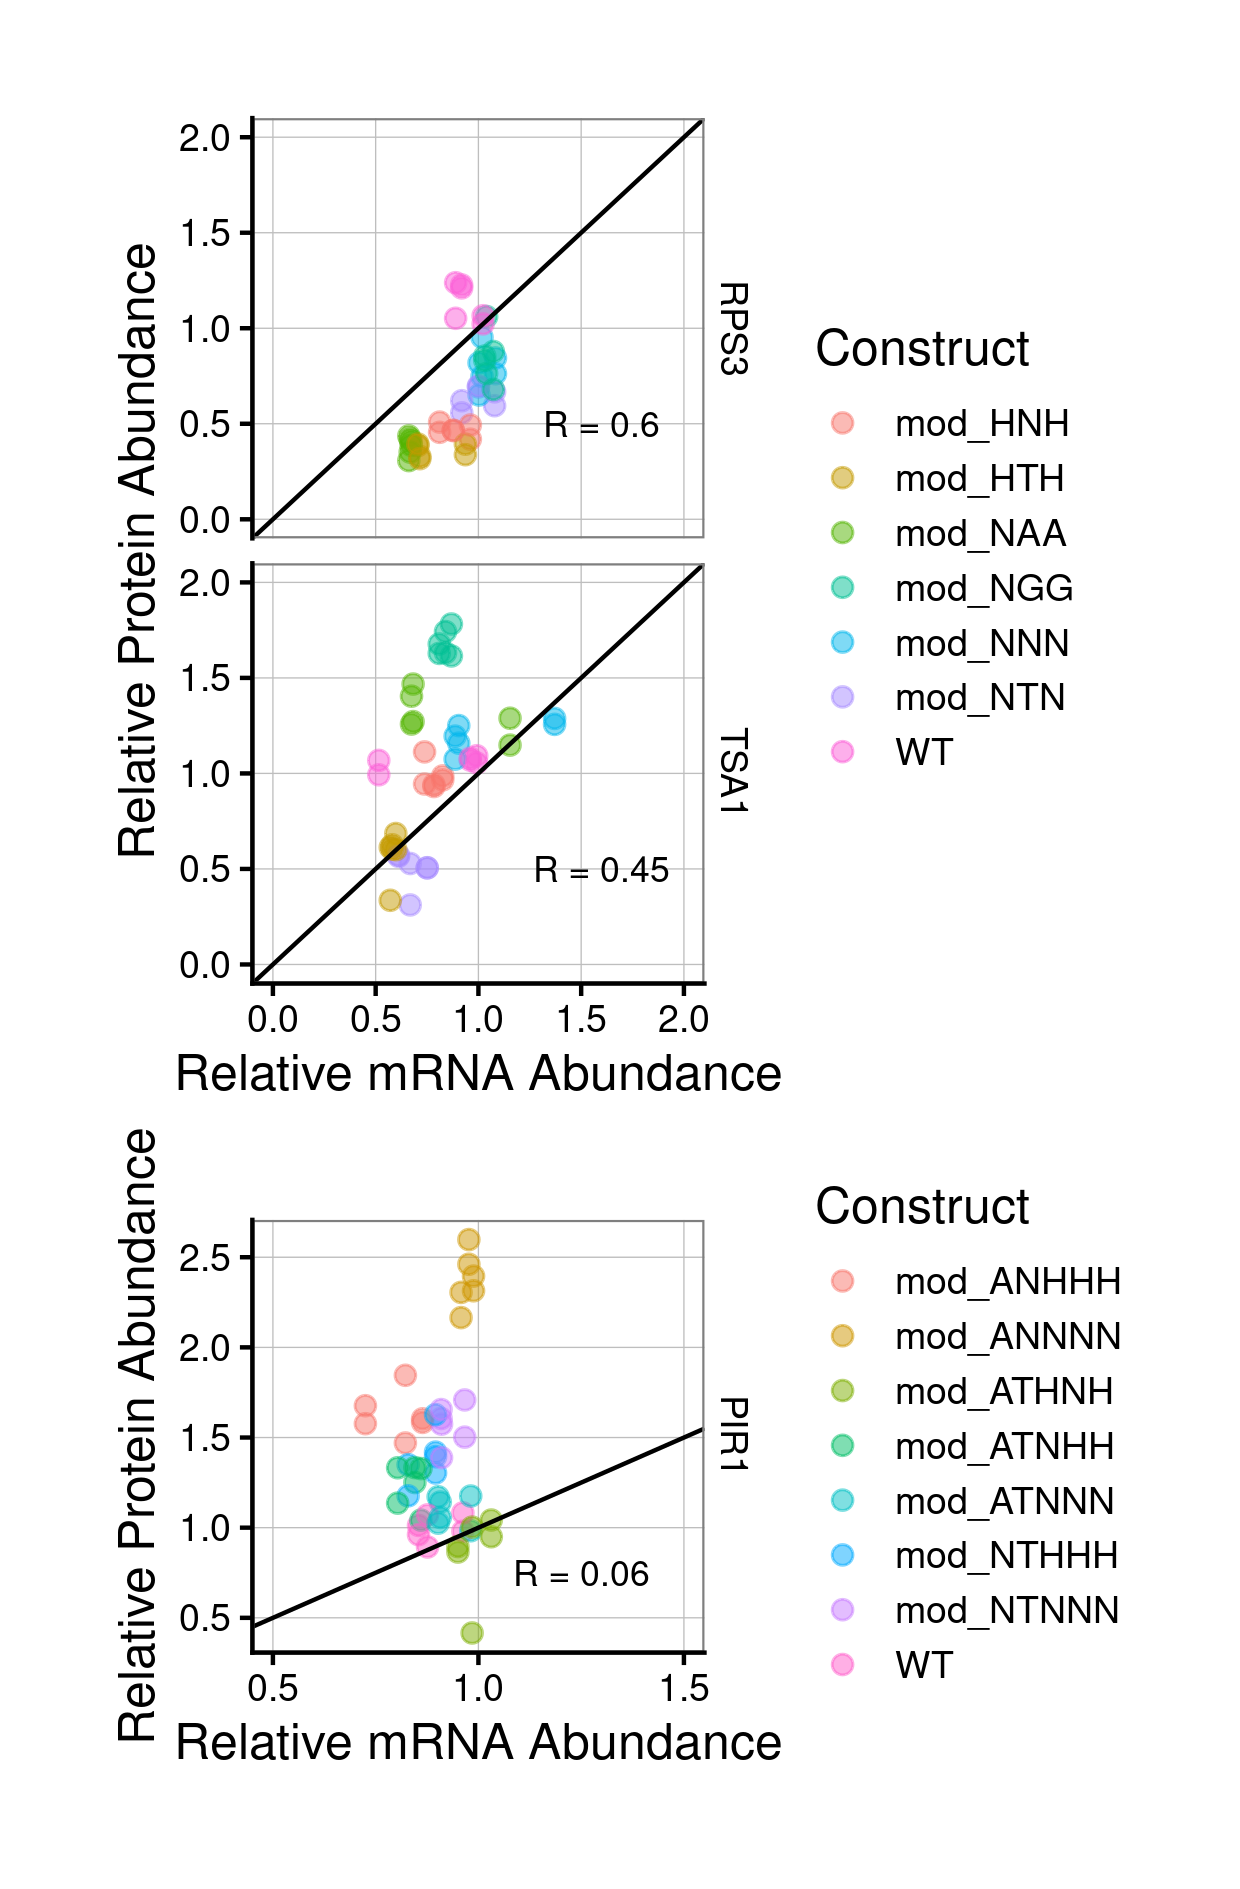 2.0
1.5
1.0
0.5
0.0
R = 0.6
RPS3
2.0
1.5
1.0
0.5
0.0
R = 0.45
TSA1
0.0 0.5 1.0 1.5 2.0
Relative mRNA Abundance
Relative Protein Abundance
Construct
mod_HNH
mod_HTH
mod_NAA
mod_NGG
mod_NNN
mod_NTN
WT
2.5
2.0
1.5
1.0
0.5
R = 0.06
PIR1
0.5 1.0 1.5
Relative mRNA Abundance
Relative Protein Abundance
Construct
mod_ANHHH
mod_ANNNN
mod_ATHNH
mod_ATNHH
mod_ATNNN
mod_NTHHH
mod_NTNNN
WT